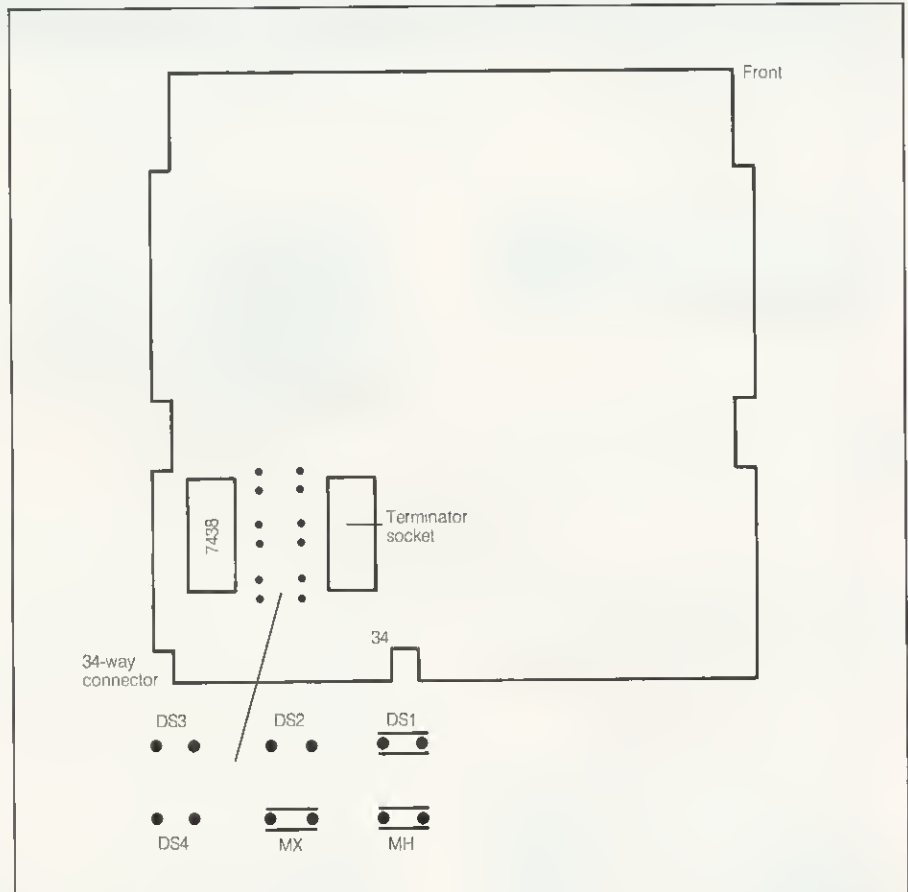 Front
7438
Terminator
socket
34
34-way
connector
DS3 DS2 DS1
DS4 MX MH